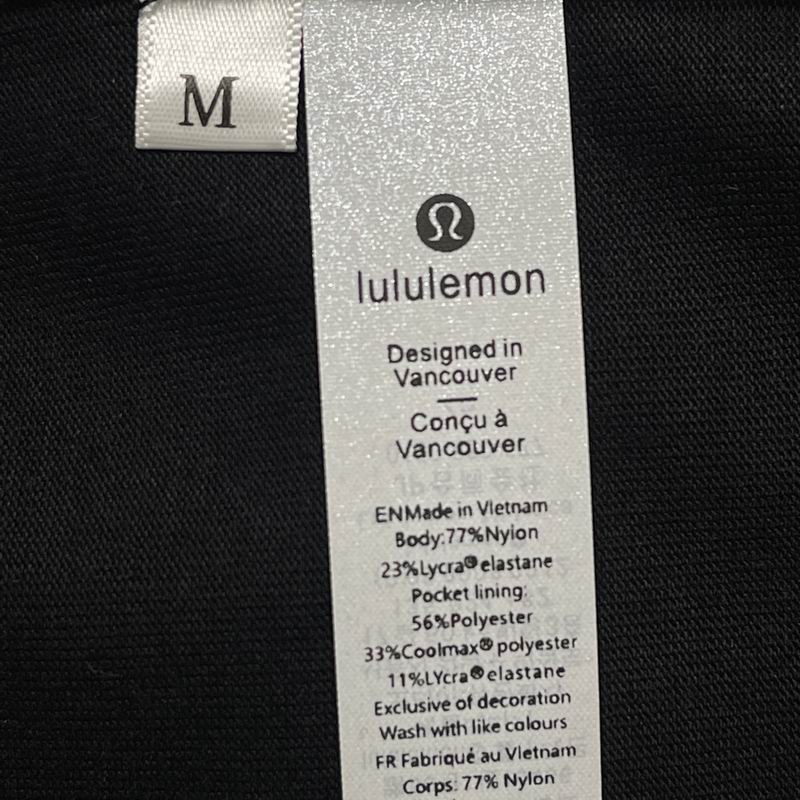 M
lululemon
Designed in
Vancouver
Conçu à
Vancouver
ENMade in Vietnam
Body:77%Nylon
23%Lycra®elastane
Pocket lining:
56%Polyester
33%Coolmax®polyester
11%LYcra®elastane
Exclusive of decoration
Wash with like colours
FR Fabriqué au Vietnam
Corps: 77% Nylon